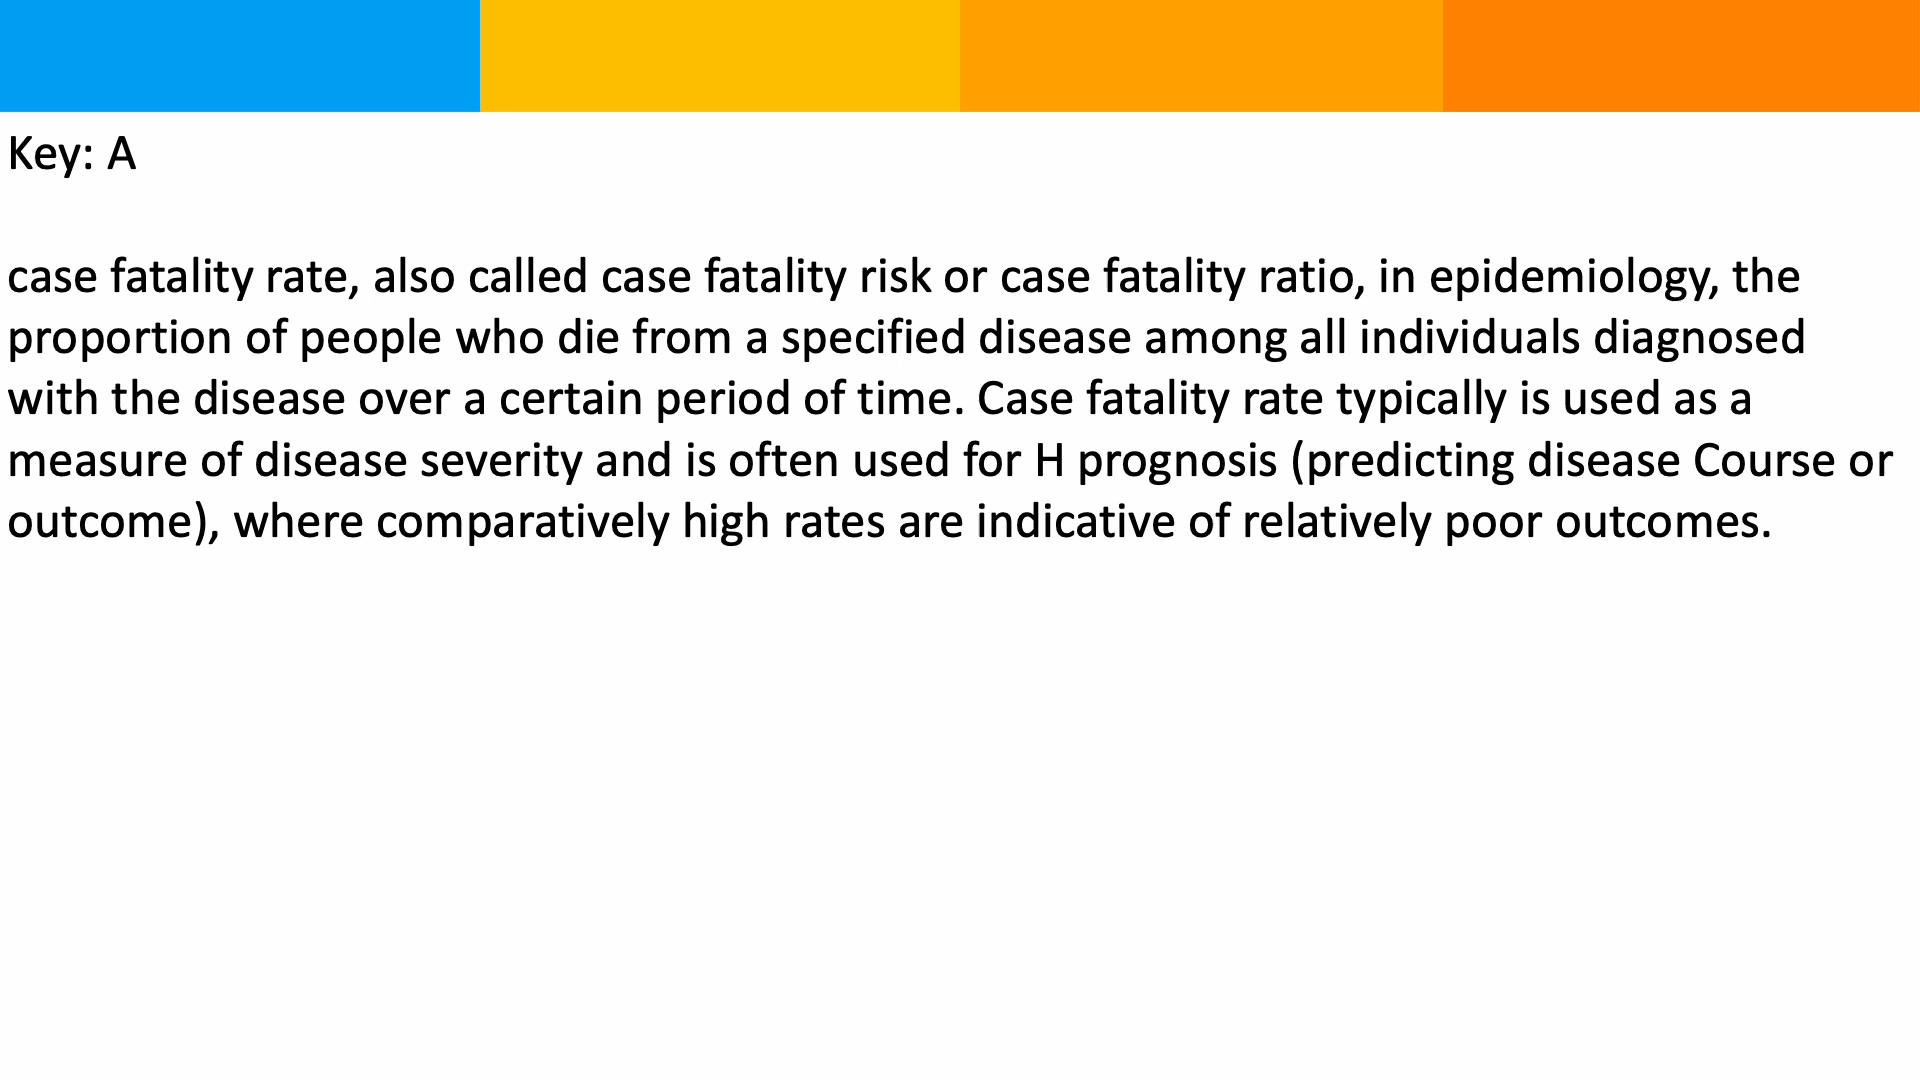 Key: A
case fatality rate, also called case fatality risk or case fatality ratio, in epidemiology, the
proportion of people who die from a specified disease among all individuals diagnosed
with the disease over a certain period of time. Case fatality rate typically is used as a
measure of disease severity and is often used for H prognosis (predicting disease Course or
outcome), where comparatively high rates are indicative of relatively poor outcomes.